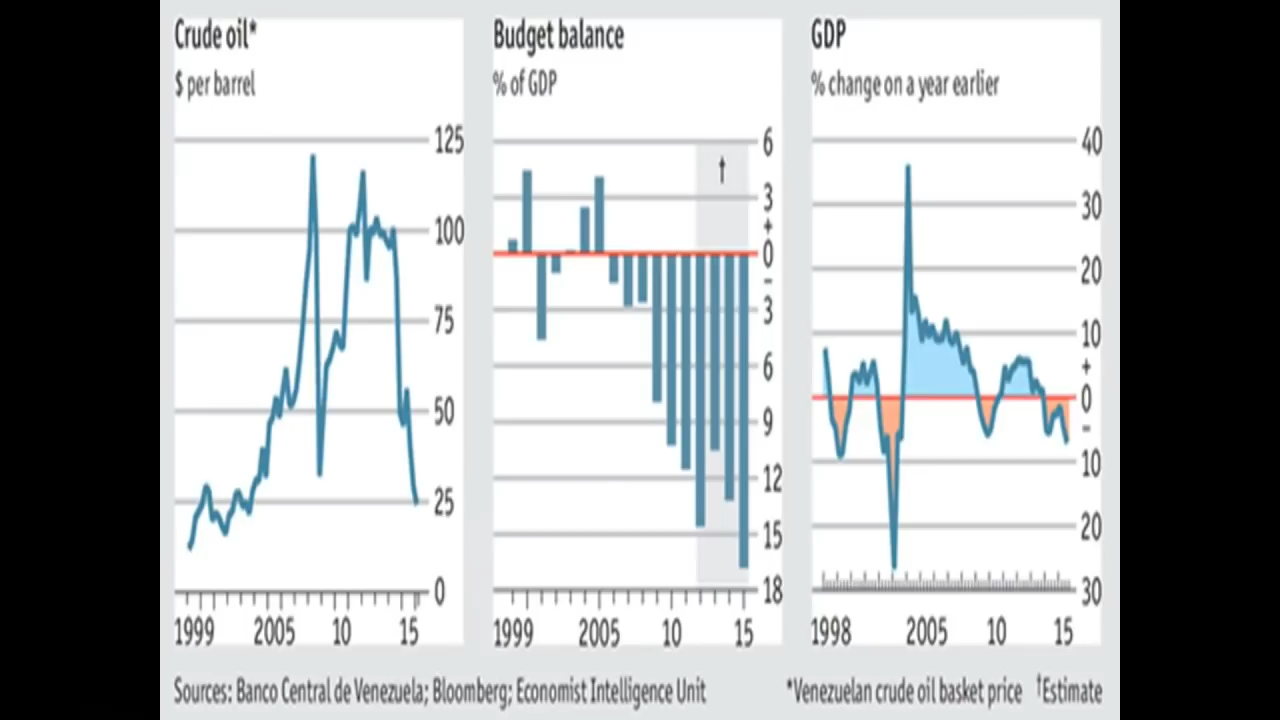 Crude oil*
$ per barrel
125
100
75
50
25
0
1999 2005 10 15
Budget balance
% of GDP
†
6
3
+
0
–
3
6
9
12
15
18
1999 2005 10 15
GDP
% change on a year earlier
40
30
20
10
+
0
–
10
20
30
1998 2005 10 15
Sources: Banco Central de Venezuela; Bloomberg; Economist Intelligence Unit
*Venezuelan crude oil basket price †Estimate